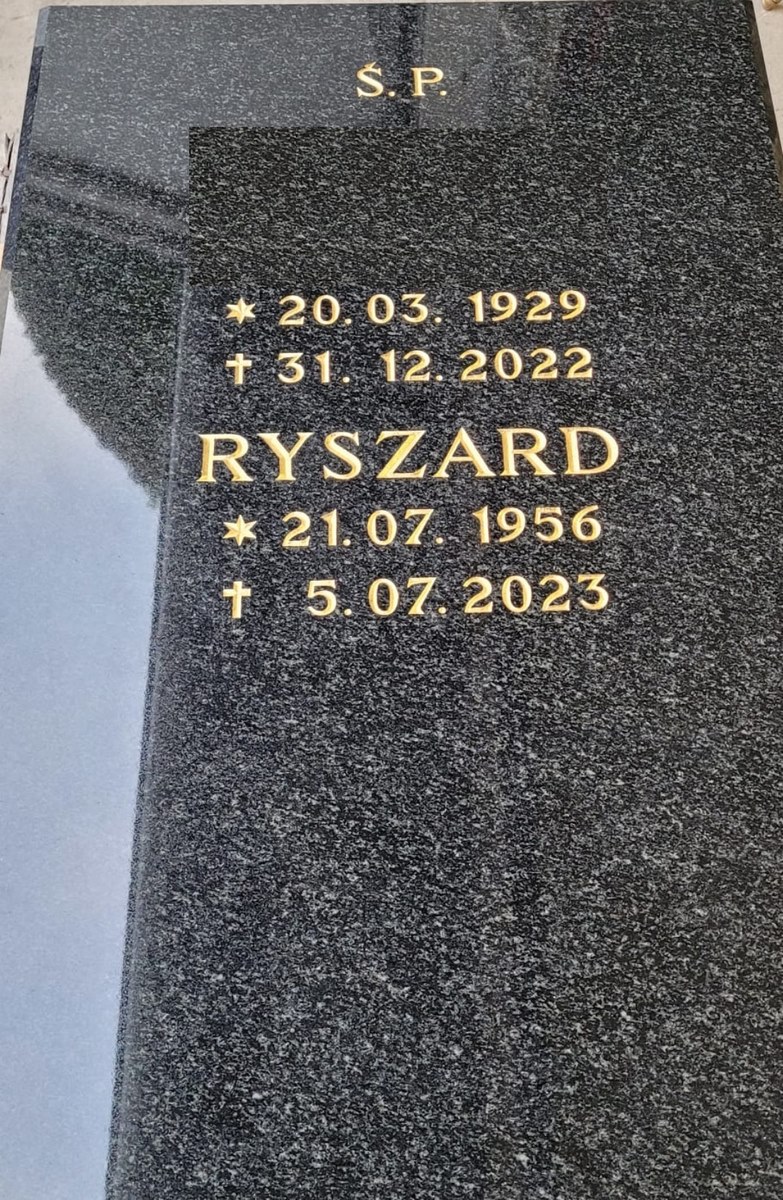 Š. P.
* 20. 03. 1929
† 31. 12. 2022
RYSZARD
* 21. 07. 1956
† 5. 07. 2023